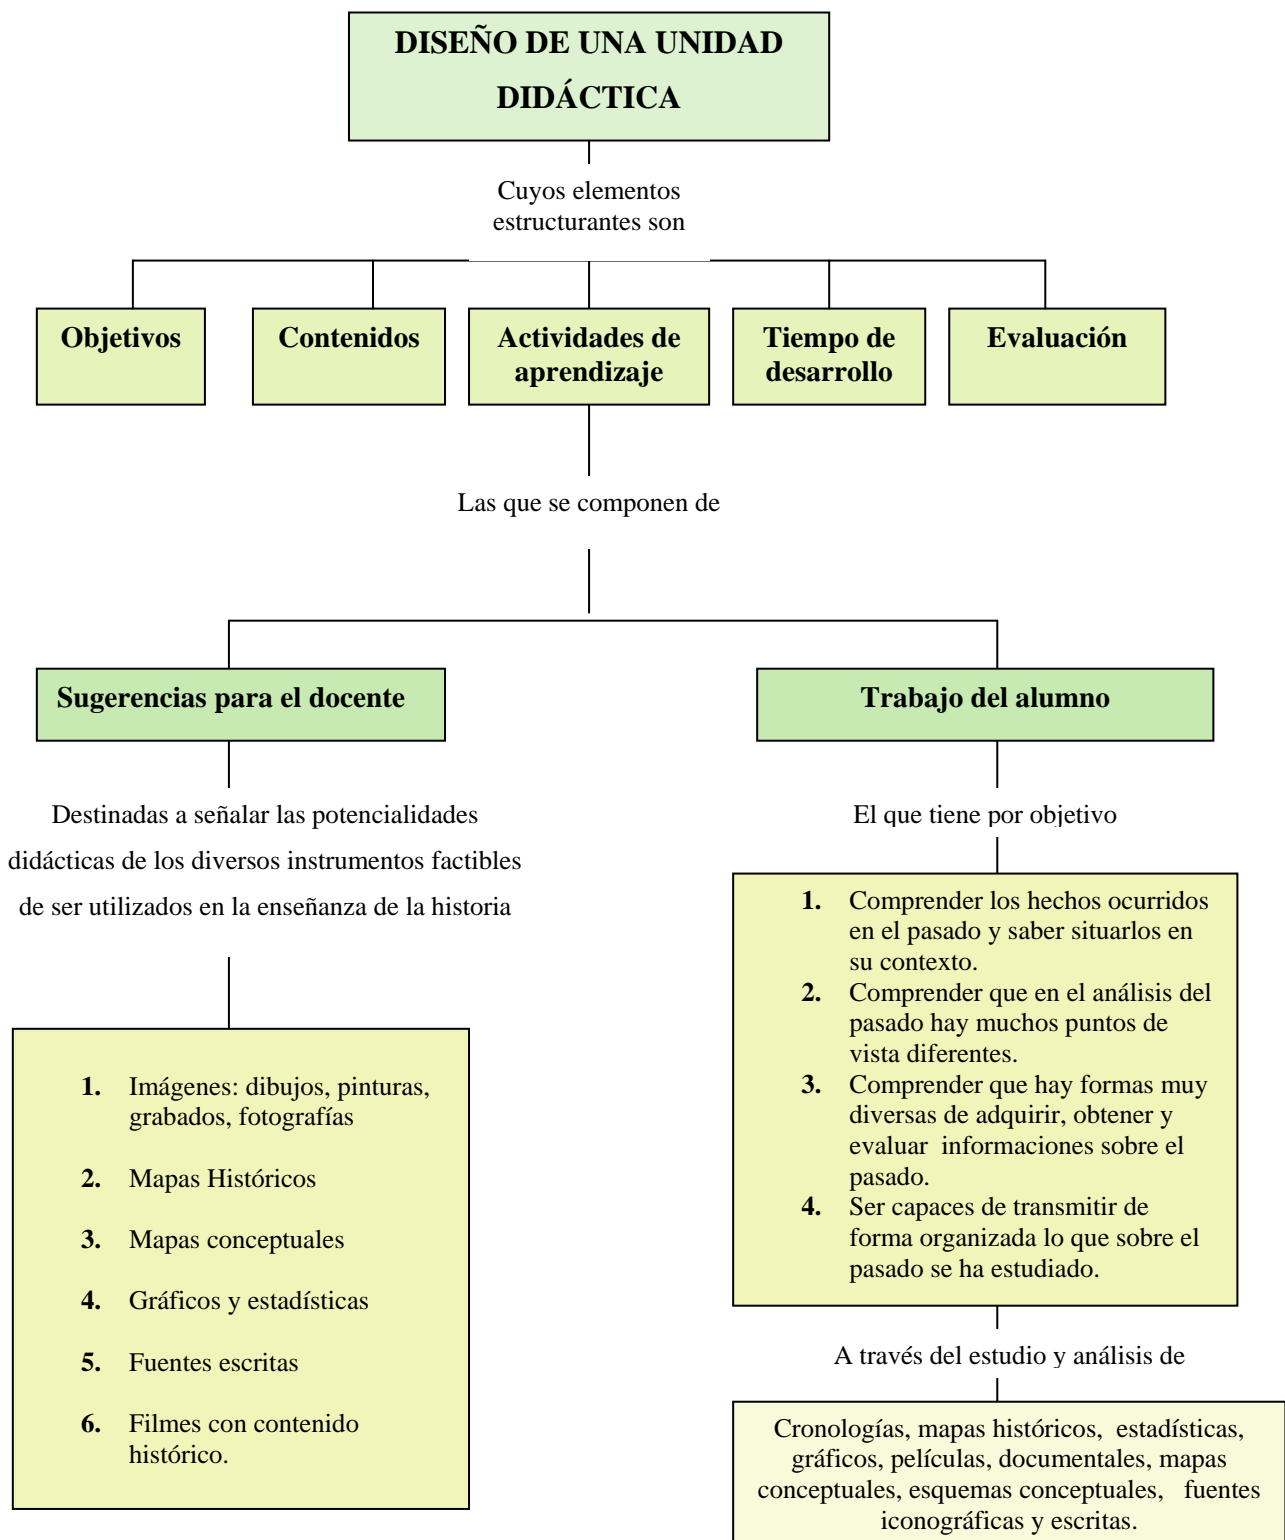 DISEÑO DE UNA UNIDAD
DIDÁCTICA
Cuyos elementos
estructurantes son
Objetivos
Contenidos
Actividades de
aprendizaje
Tiempo de
desarrollo
Evaluación
Las que se componen de
Sugerencias para el docente
Destinadas a señalar las potencialidades
didácticas de los diversos instrumentos factibles
de ser utilizados en la enseñanza de la historia
1. Imágenes: dibujos, pinturas,
grabados, fotografías
2. Mapas Históricos
3. Mapas conceptuales
4. Gráficos y estadísticas
5. Fuentes escritas
6. Filmes con contenido
histórico.
Trabajo del alumno
El que tiene por objetivo
1. Comprender los hechos ocurridos
en el pasado y saber situarlos en
su contexto.
2. Comprender que en el análisis del
pasado hay muchos puntos de
vista diferentes.
3. Comprender que hay formas muy
diversas de adquirir, obtener y
evaluar informaciones sobre el
pasado.
4. Ser capaces de transmitir de
forma organizada lo que sobre el
pasado se ha estudiado.
A través del estudio y análisis de
Cronologías, mapas históricos, estadísticas,
gráficos, películas, documentales, mapas
conceptuales, esquemas conceptuales, fuentes
iconográficas y escritas.